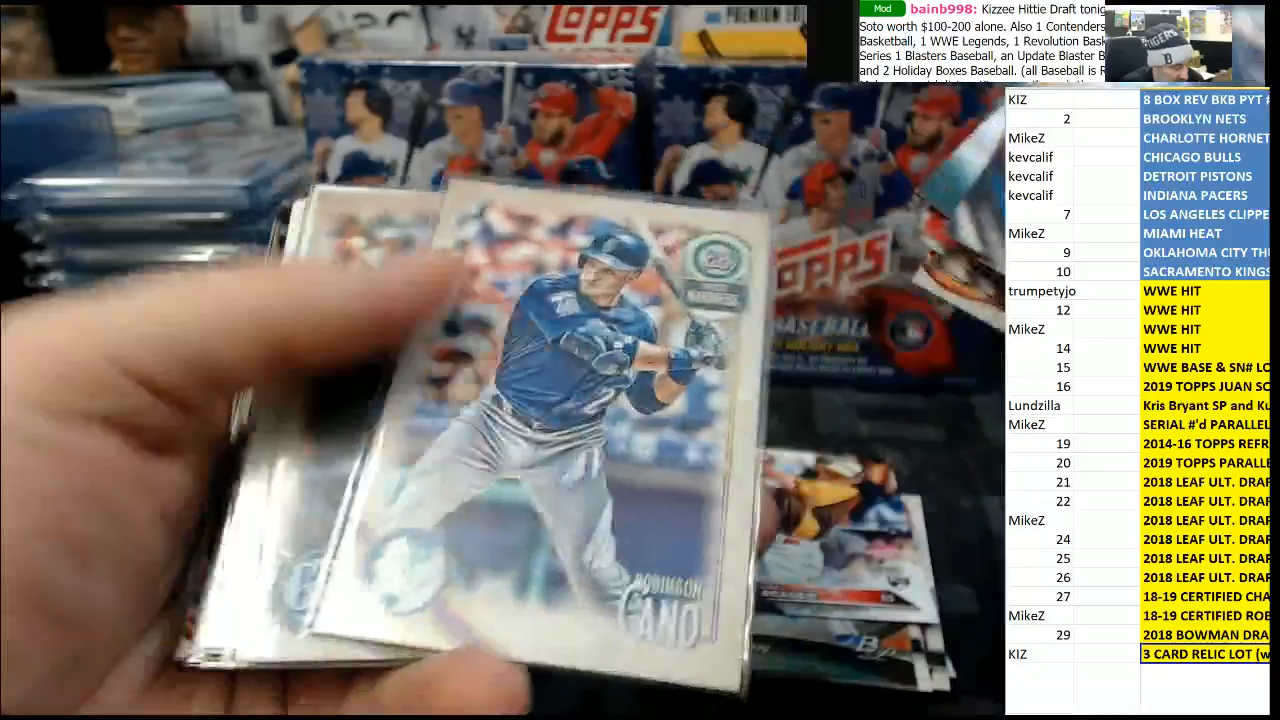 TOPPS
PREMIUM EDI
Mod bainb998: Kizzee Hittie Draft tonig
Soto worth $100-200 alone. Also 1 Contenders
Basketball, 1 WWE Legends, 1 Revolution Bask
Series 1 Blasters Baseball, an Update Blaster B
and 2 Holiday Boxes Baseball. (all Baseball is R
TIGERS
B
KIZ 8 BOX REV BKB PYT #
2 BROOKLYN NETS
MikeZ CHARLOTTE HORNET
kevcalif CHICAGO BULLS
kevcalif DETROIT PISTONS
kevcalif INDIANA PACERS
7 LOS ANGELES CLIPPE
MikeZ MIAMI HEAT
9 OKLAHOMA CITY TH
10 SACRAMENTO KINGS
trumpetyjo WWE HIT
12 WWE HIT
MikeZ WWE HIT
14 WWE HIT
15 WWE BASE & SN# LO
16 2019 TOPPS JUAN SO
Lundzilla Kris Bryant SP and Ku
MikeZ SERIAL #'d PARALLEL
19 2014-16 TOPPS REFR
20 2019 TOPPS PARALLE
21 2018 LEAF ULT. DRAF
22 2018 LEAF ULT. DRAF
MikeZ 2018 LEAF ULT. DRAF
24 2018 LEAF ULT. DRAF
25 2018 LEAF ULT. DRAF
26 2018 LEAF ULT. DRAF
27 18-19 CERTIFIED CHA
MikeZ 18-19 CERTIFIED ROE
29 2018 BOWMAN DRA
KIZ 3 CARD RELIC LOT (w
TOPPS
BASEBALL
MARINERS
ROBINSON
CANO